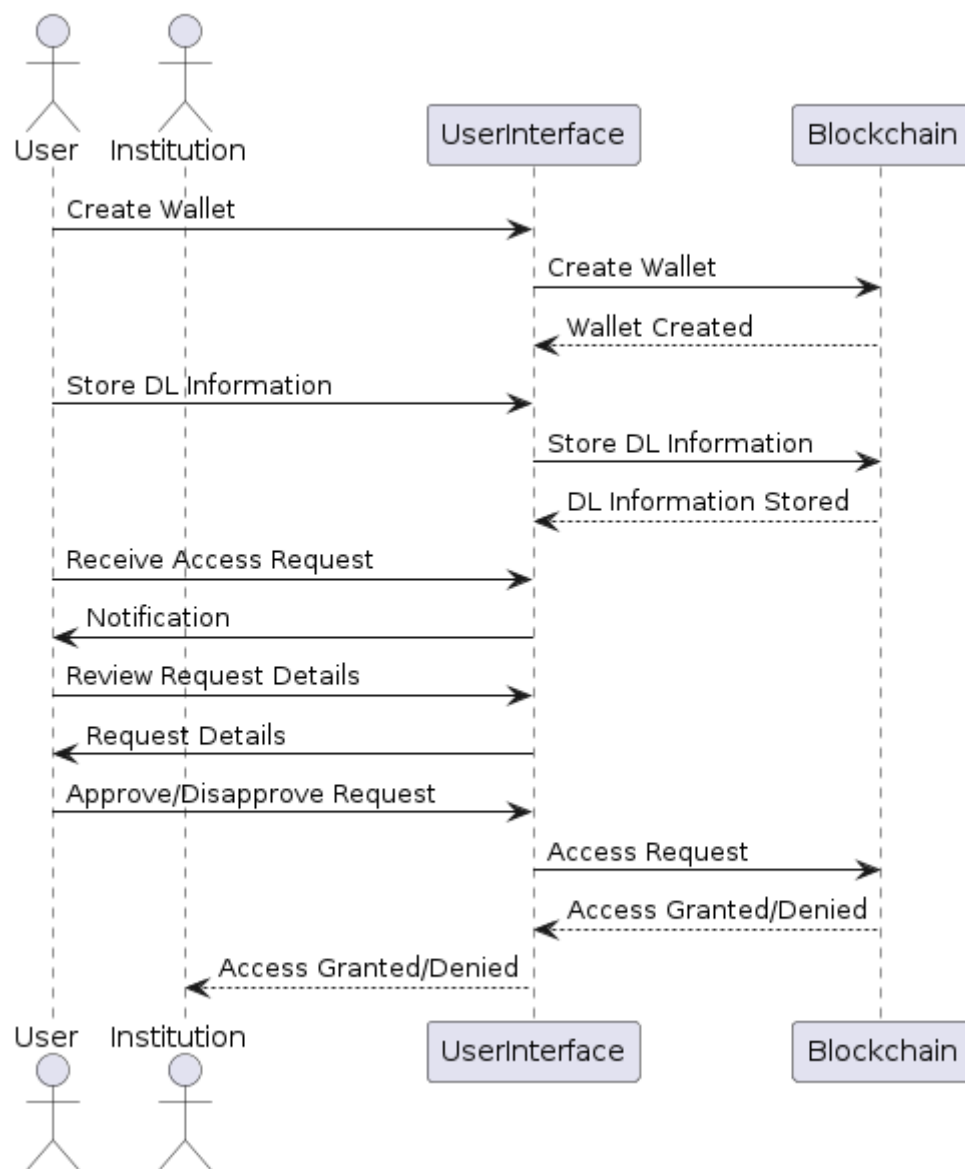 User
Institution
UserInterface
Blockchain
Create Wallet
Create Wallet
Wallet Created
Store DL Information
Store DL Information
DL Information Stored
Receive Access Request
Notification
Review Request Details
Request Details
Approve/Disapprove Request
Access Request
Access Granted/Denied
Access Granted/Denied
User
Institution
UserInterface
Blockchain